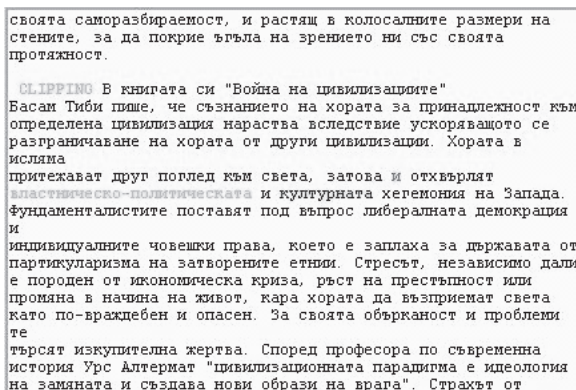 своята саморазбираемост, и растящ в колосалните размери на
стените, за да покрие ъгъла на зрението ни със своята
протяжност.
CLIPPING В книгата си "Война на цивилизациите"
Басам Тиби пише, че съзнанието на хората за принадлежност към
определена цивилизация нараства вследствие ускоряващото се
разграничаване на хората от други цивилизации. Хората в
исляма
притежават друг поглед към света, затова и отхвърлят
властническо-политическата и културната хегемония на Запада.
Фундаменталистите поставят под въпрос либералната демокрация
и
индивидуалните човешки права, което е заплаха за държавата от
партикуларизма на затворените етнии. Стресът, независимо дали
е породен от икономическа криза, ръст на престъпност или
промяна в начина на живот, кара хората да възприемат света
като по-враждебен и опасен. За своята обърканост и проблеми
те
търсят изкупителна жертва. Според професора по съвременна
история Урс Алтермат "цивилизационната парадигма е идеология
на замяната и създава нови образи на врага". Страхът от